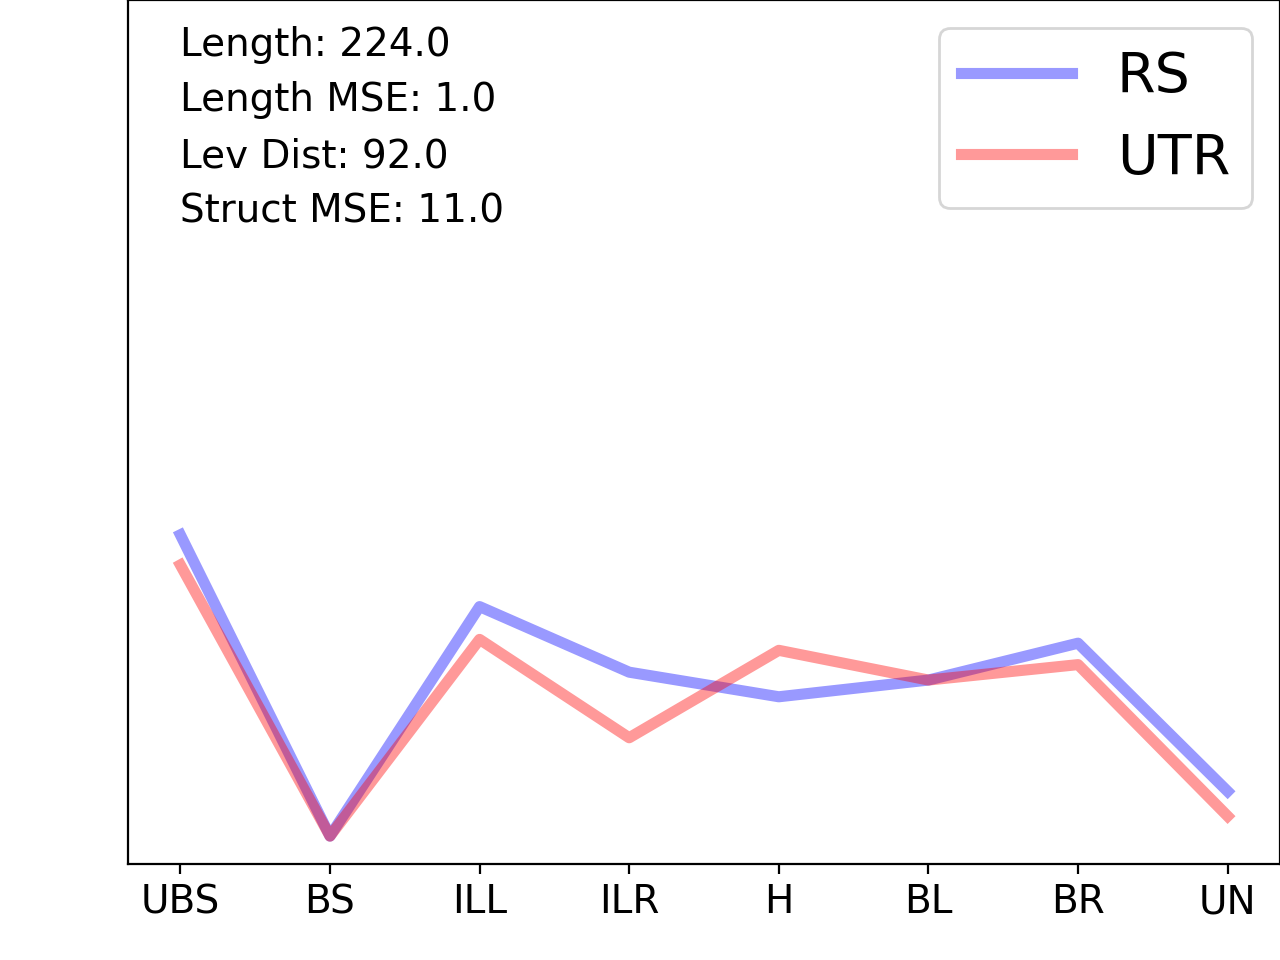 Length: 224.0
Length MSE: 1.0
Lev Dist: 92.0
Struct MSE: 11.0
RS
UTR
UBS BS ILL ILR H BL BR UN